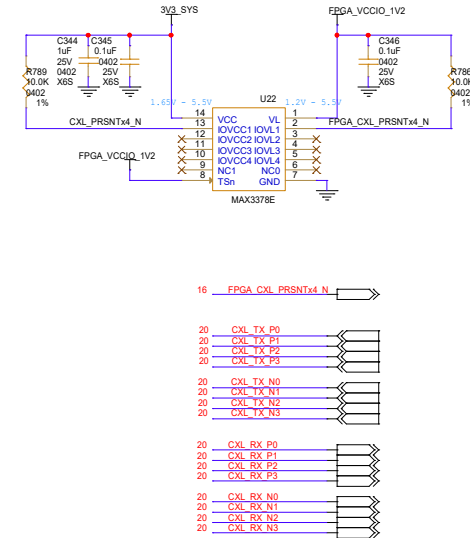 3V3_SYS
FPGA_VCCIO_1V2
C344
1uF
25V
0402
X6S
C345
0.1uF
0402
25V
X6S
R789
10.0K
0402
1%
C346
0.1uF
0402
25V
X6S
R786
10.0K
0402
1%
1.65V - 5.5V
U22
1.2V - 5.5V
14 VCC VL 1
CXL_PRSNTx4_N 13 IOVCC1 IOVL1 2 FPGA_CXL_PRSNTx4_N
12 IOVCC2 IOVL2 3
11 IOVCC3 IOVL3 4
10 IOVCC4 IOVL4 5
9 NC1 NC0 6
FPGA_VCCIO_1V2 8 TSn GND 7
MAX3378E
16 FPGA_CXL_PRSNTx4_N
20 CXL_TX_P0
20 CXL_TX_P1
20 CXL_TX_P2
20 CXL_TX_P3
20 CXL_TX_N0
20 CXL_TX_N1
20 CXL_TX_N2
20 CXL_TX_N3
20 CXL_RX_P0
20 CXL_RX_P1
20 CXL_RX_P2
20 CXL_RX_P3
20 CXL_RX_N0
20 CXL_RX_N1
20 CXL_RX_N2
20 CXL_RX_N3